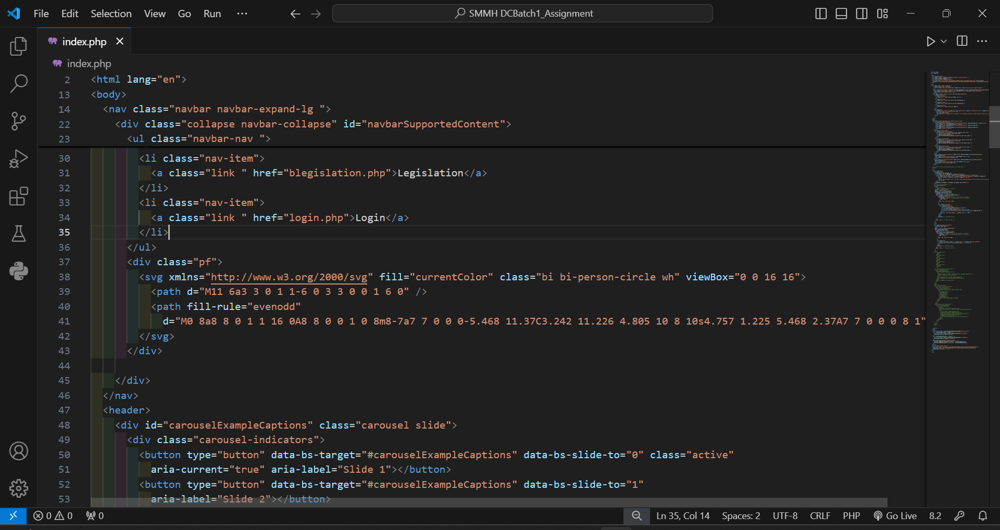 File Edit Selection View Go Run ··· SMMH DCBatch1_Assignment
index.php
index.php
2 <html lang="en">
13 <body>
14 <nav class="navbar navbar-expand-lg ">
22 <div class="collapse navbar-collapse" id="navbarSupportedContent">
23 <ul class="navbar-nav ">
30 <li class="nav-item">
31 <a class="link " href="blegislation.php">Legislation</a>
32 </li>
33 <li class="nav-item">
34 <a class="link " href="login.php">Login</a>
35 </li>
36 </ul>
37 <div class="pf">
38 <svg xmlns="http://www.w3.org/2000/svg" fill="currentColor" class="bi bi-person-circle wh" viewBox="0 0 16 16">
39 <path d="M11 6a3 3 0 1 1-6 0 3 3 0 0 1 6 0" />
40 <path fill-rule="evenodd"
41 d="M0 8a8 8 0 1 1 16 0A8 8 0 0 1 0 8m8-7a7 7 0 0 0-5.468 11.37C3.242 11.226 4.805 10 8 10s4.757 1.225 5.468 2.37A7 7 0 0 0 8 1"
42 </svg>
43 </div>
44
45 </div>
46 </nav>
47 <header>
48 <div id="carouselExampleCaptions" class="carousel slide">
49 <div class="carousel-indicators">
50 <button type="button" data-bs-target="#carouselExampleCaptions" data-bs-slide-to="0" class="active"
51 aria-current="true" aria-label="Slide 1"></button>
52 <button type="button" data-bs-target="#carouselExampleCaptions" data-bs-slide-to="1"
53 aria-label="Slide 2"></button>
0 0 0 Ln 35, Col 14 Spaces: 2 UTF-8 CRLF PHP Go Live 8.2